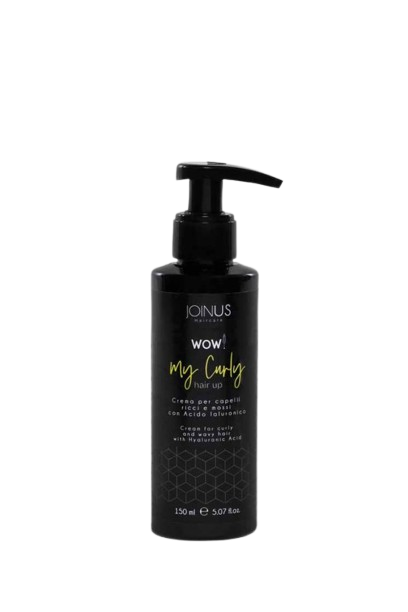 JOINUS
haircare
WOW!
my Curly
hair up
Crema per capelli
ricci e mossi
con Acido Ialuronico
Cream for curly
and wavy hair
with Hyaluronic Acid
150 ml ℮ 5.07 fl.oz.